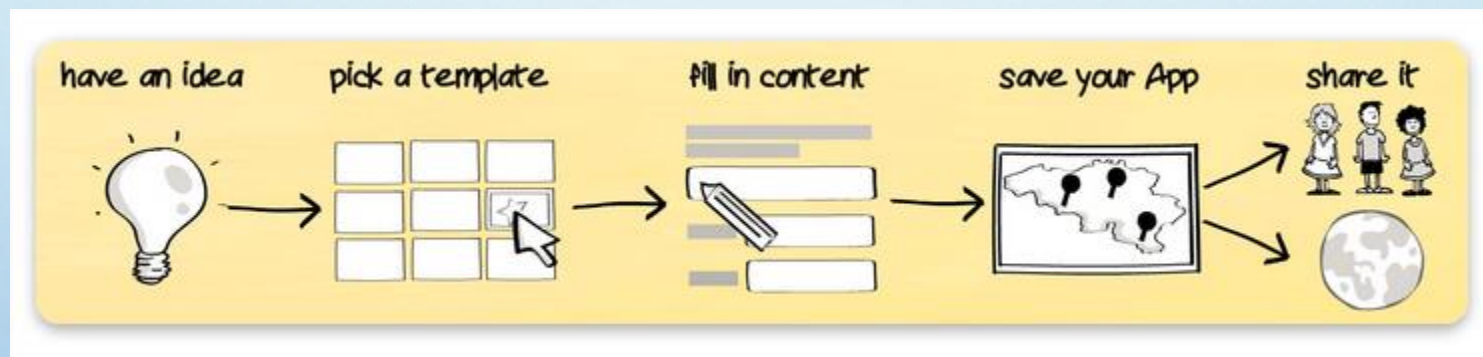 have an idea
pick a template
fill in content
save your App
share it